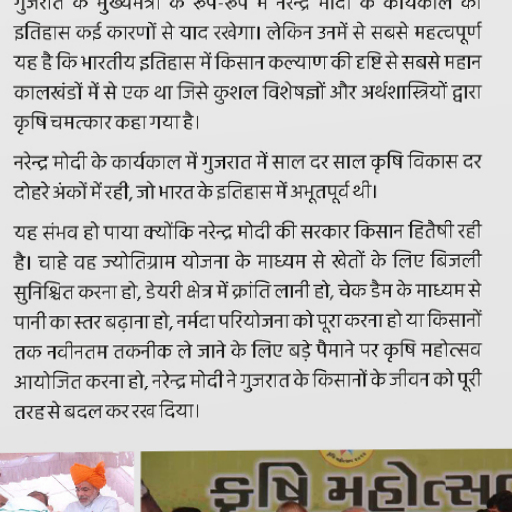 गुजरात के मुख्यमंत्री के रूप-रूप में नरेन्द्र मोदी के कार्यकाल को
इतिहास कई कारणों से याद रखेगा। लेकिन उनमें से सबसे महत्वपूर्ण
यह है कि भारतीय इतिहास में किसान कल्याण की दृष्टि से सबसे महान
कालखंडों में से एक था जिसे कुशल विशेषज्ञों और अर्थशास्त्रियों द्वारा
कृषि चमत्कार कहा गया है।
नरेन्द्र मोदी के कार्यकाल में गुजरात में साल दर साल कृषि विकास दर
दोहरे अंकों में रही, जो भारत के इतिहास में अभूतपूर्व थी।
यह संभव हो पाया क्योंकि नरेन्द्र मोदी की सरकार किसान हितैषी रही
है। चाहे वह ज्योतिग्राम योजना के माध्यम से खेतों के लिए बिजली
सुनिश्चित करना हो, डेयरी क्षेत्र में क्रांति लानी हो, चेक डैम के माध्यम से
पानी का स्तर बढ़ाना हो, नर्मदा परियोजना को पूरा करना हो या किसानों
तक नवीनतम तकनीक ले जाने के लिए बड़े पैमाने पर कृषि महोत्सव
आयोजित करना हो, नरेन्द्र मोदी ने गुजरात के किसानों के जीवन को पूरी
तरह से बदल कर रख दिया।
કૃષિ મહોત્સવ